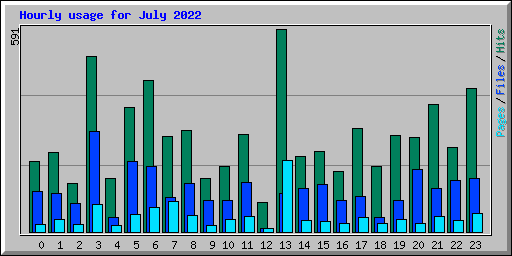 Hourly usage for July 2022
591
Pages / Files / Hits
0 1 2 3 4 5 6 7 8 9 10 11 12 13 14 15 16 17 18 19 20 21 22 23